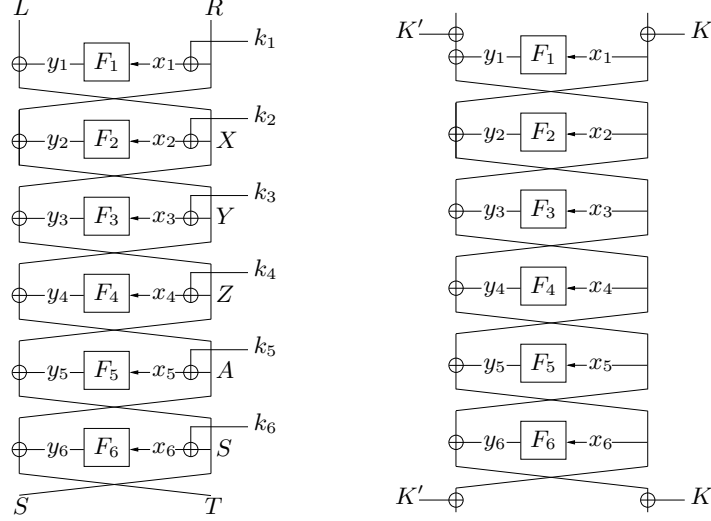 L R
k₁
y₁ F₁ x₁
k₂
y₂ F₂ x₂ X
k₃
y₃ F₃ x₃ Y
k₄
y₄ F₄ x₄ Z
k₅
y₅ F₅ x₅ A
k₆
y₆ F₆ x₆ S
S T
K′ K
y₁ F₁ x₁
y₂ F₂ x₂
y₃ F₃ x₃
y₄ F₄ x₄
y₅ F₅ x₅
y₆ F₆ x₆
K′ K